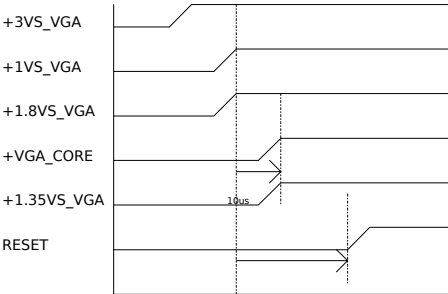 +3VS_VGA
+1VS_VGA
+1.8VS_VGA
+VGA_CORE
+1.35VS_VGA
10us
RESET